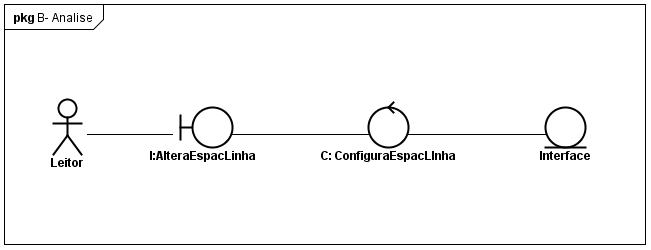 pkg B- Analise
Leitor
I:AlteraEspacLinha
C: ConfiguraEspacLInha
Interface